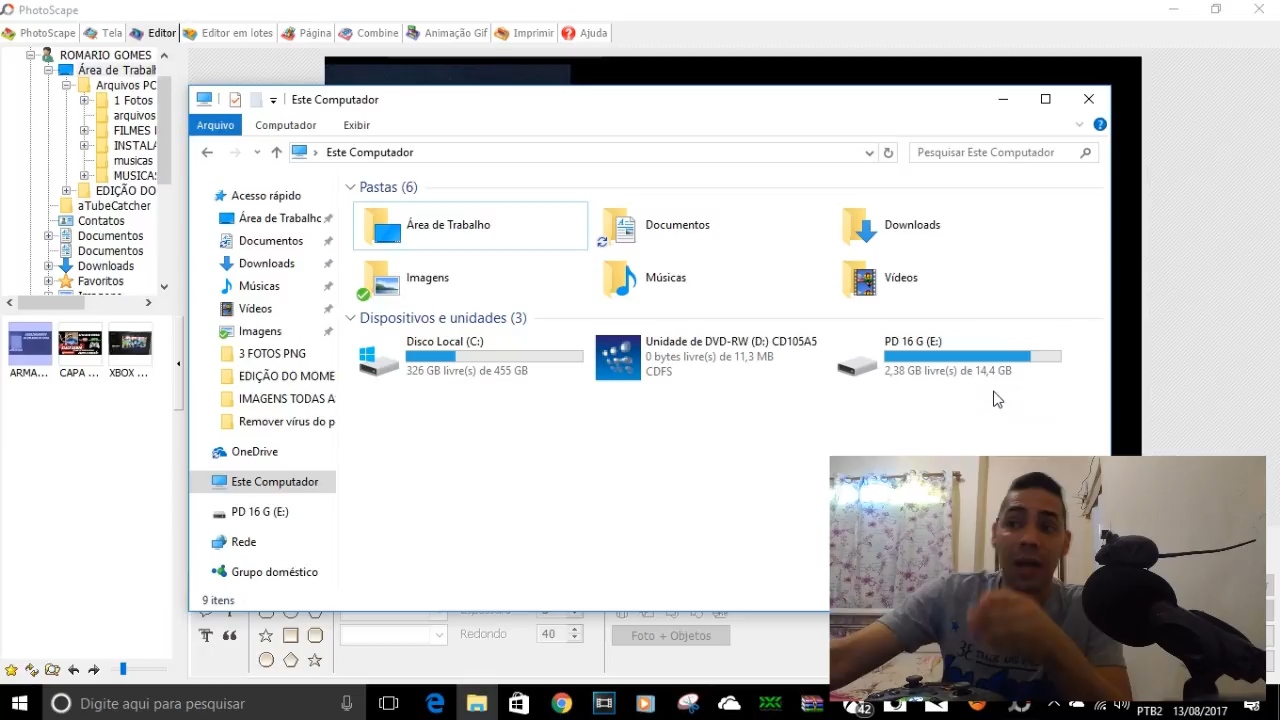 PhotoScape
PhotoScape Tela Editor Editor em lotes Página Combine Animação Gif Imprimir Ajuda
ROMARIO GOMES
Área de Trabalh
Arquivos PC
1 Fotos
arquivos
FILMES
INSTALA
musicas
MUSICA
EDIÇÃO DO
aTubeCatcher
Contatos
Documentos
Documentos
Downloads
Favoritos
ARMA... CAPA ... XBOX ...
Este Computador
Arquivo Computador Exibir
Este Computador
Pesquisar Este Computador
Acesso rápido
Área de Trabalho
Documentos
Downloads
Músicas
Vídeos
Imagens
3 FOTOS PNG
EDIÇÃO DO MOME
IMAGENS TODAS A
Remover vírus do p
OneDrive
Este Computador
PD 16 G (E:)
Rede
Grupo doméstico
Pastas (6)
Área de Trabalho Documentos Downloads
Imagens Músicas Vídeos
Dispositivos e unidades (3)
Disco Local (C:)
326 GB livre(s) de 455 GB
Unidade de DVD-RW (D:) CD105A5
0 bytes livre(s) de 11,3 MB
CDFS
PD 16 G (E:)
2,38 GB livre(s) de 14,4 GB
9 itens
Redondo 40
Foto + Objetos
Digite aqui para pesquisar
42
PTB2 13/08/2017